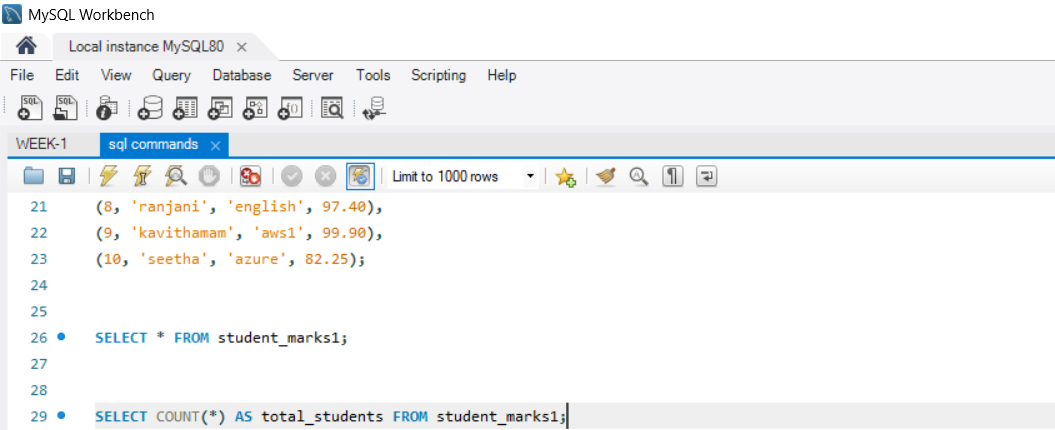 MySQL Workbench
Local instance MySQL80
File Edit View Query Database Server Tools Scripting Help
SQL SQL
WEEK-1 sql commands
Limit to 1000 rows
21 (8, 'ranjani', 'english', 97.40),
22 (9, 'kavithamam', 'aws1', 99.90),
23 (10, 'seetha', 'azure', 82.25);
24
25
26 SELECT * FROM student_marks1;
27
28
29 SELECT COUNT(*) AS total_students FROM student_marks1;